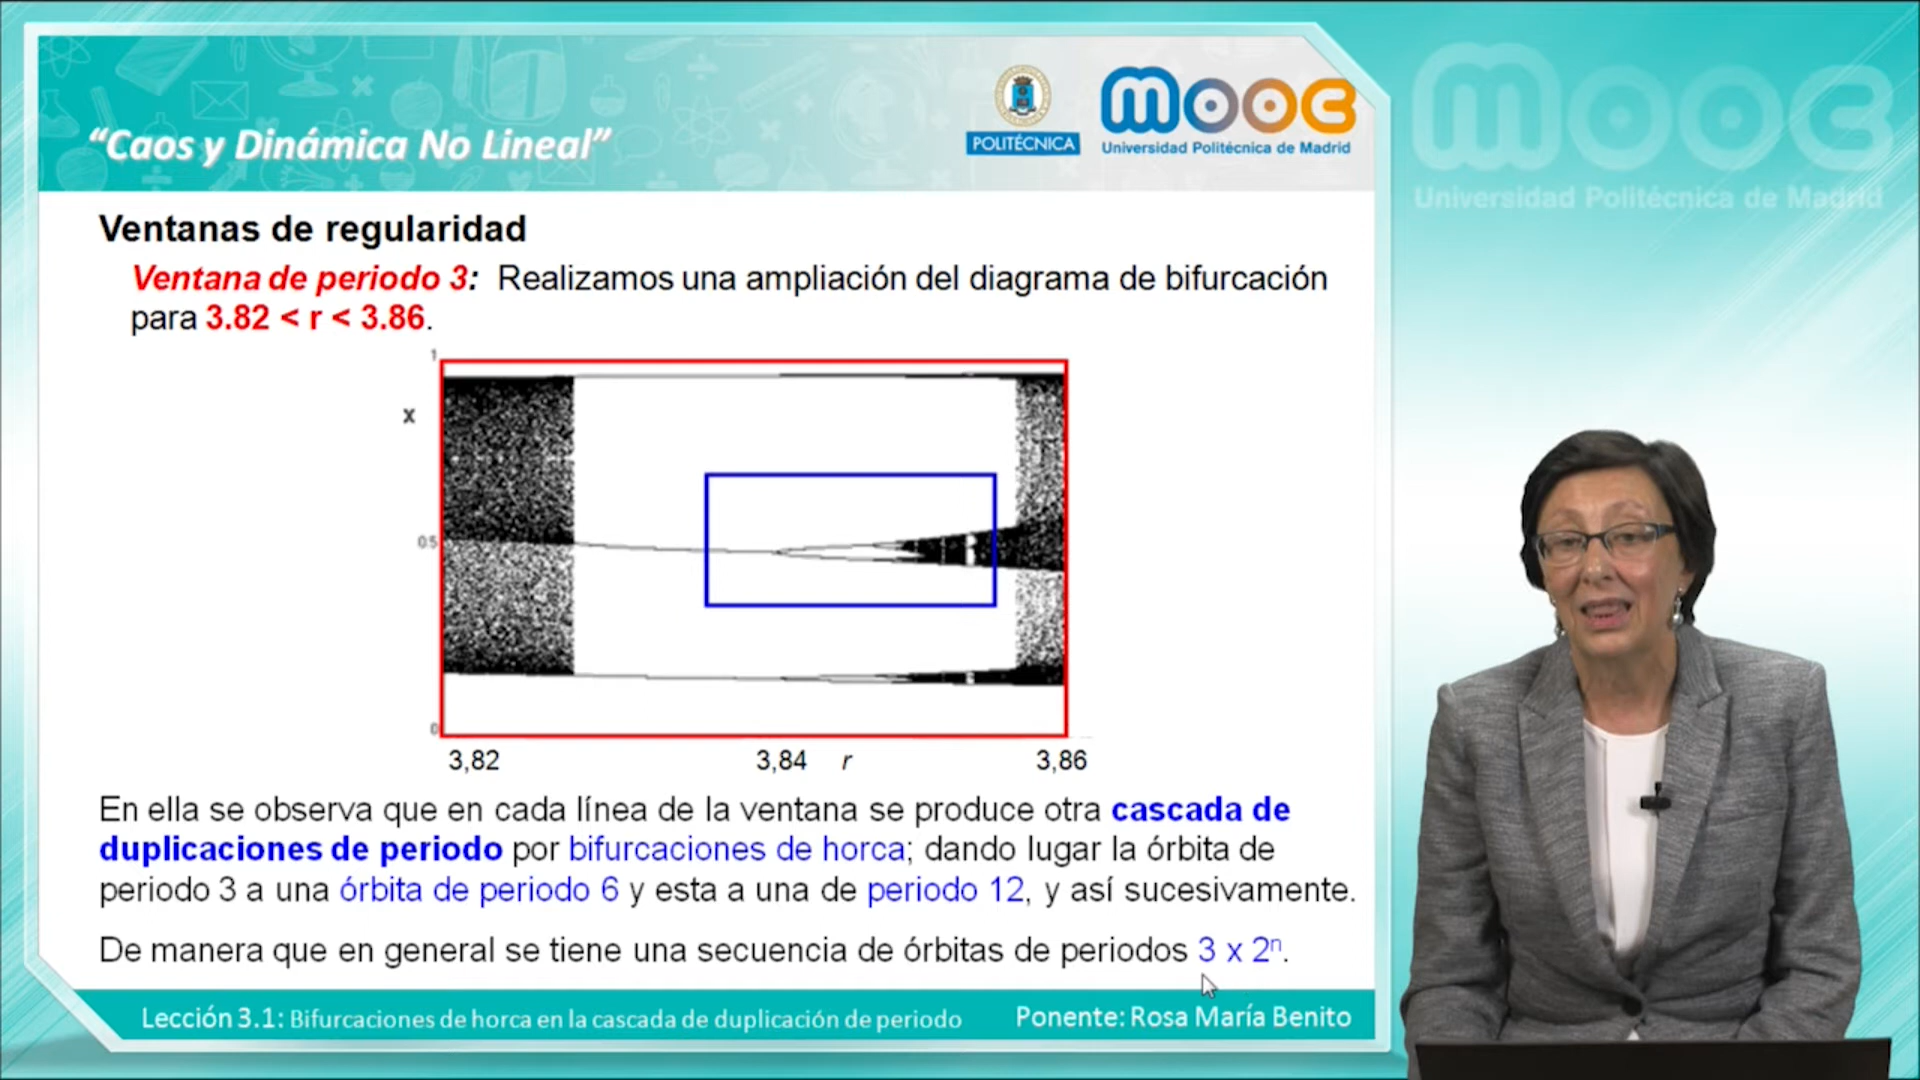 “Caos y Dinámica No Lineal”
POLITÉCNICA
mooc
Universidad Politécnica de Madrid
mooc
Universidad Politécnica de Madrid
Ventanas de regularidad
Ventana de periodo 3: Realizamos una ampliación del diagrama de bifurcación
para 3.82 < r < 3.86.
1
x
0.5
0
3,82 3,84 r 3,86
En ella se observa que en cada línea de la ventana se produce otra cascada de
duplicaciones de periodo por bifurcaciones de horca; dando lugar la órbita de
periodo 3 a una órbita de periodo 6 y esta a una de periodo 12, y así sucesivamente.
De manera que en general se tiene una secuencia de órbitas de periodos 3 x 2ⁿ.
Lección 3.1: Bifurcaciones de horca en la cascada de duplicación de periodo
Ponente: Rosa María Benito